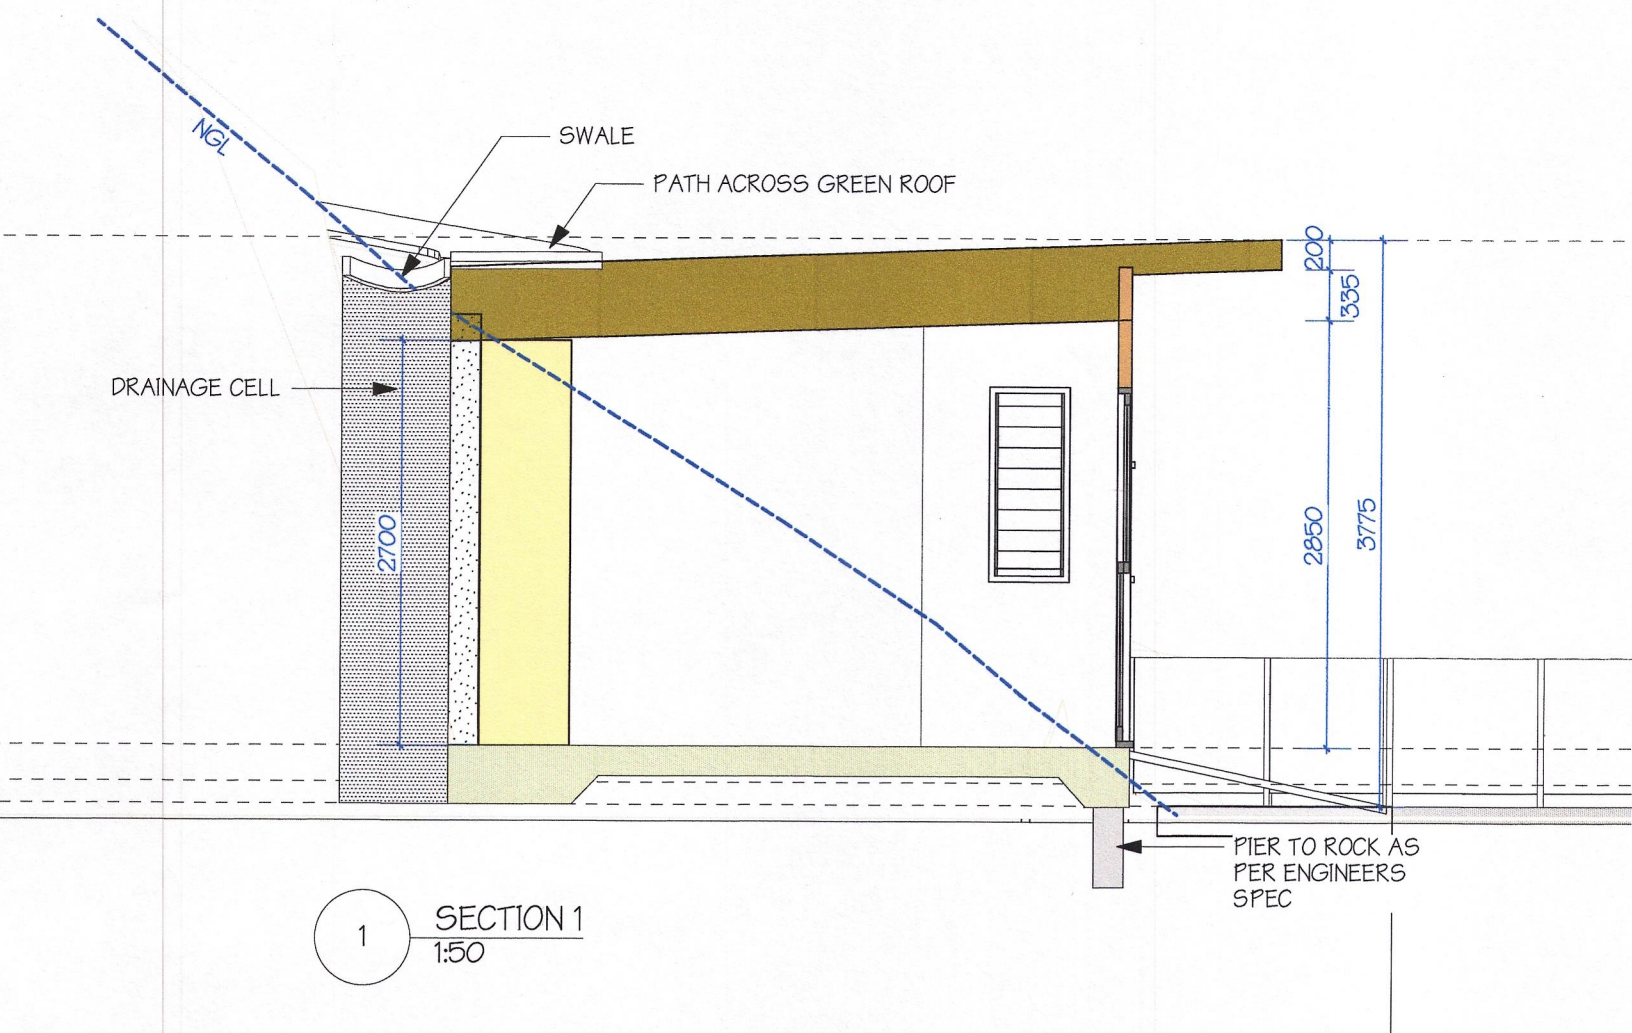 NGL
SWALE
PATH ACROSS GREEN ROOF
200
335
DRAINAGE CELL
2700
2850
3775
PIER TO ROCK AS
PER ENGINEERS
SPEC
1
SECTION 1
1:50